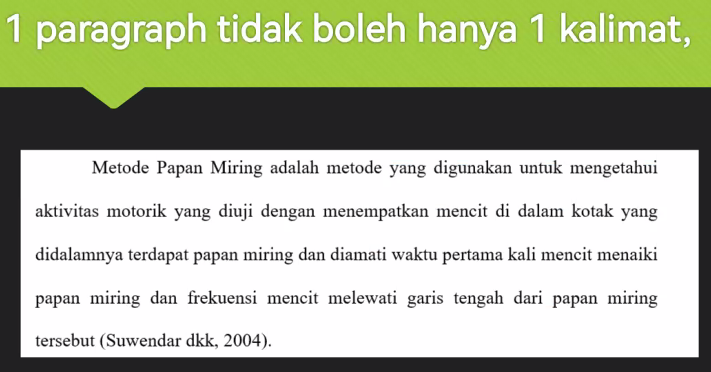 1 paragraph tidak boleh hanya 1 kalimat,
Metode Papan Miring adalah metode yang digunakan untuk mengetahui
aktivitas motorik yang diuji dengan menempatkan mencit di dalam kotak yang
didalamnya terdapat papan miring dan diamati waktu pertama kali mencit menaiki
papan miring dan frekuensi mencit melewati garis tengah dari papan miring
tersebut (Suwendar dkk, 2004).